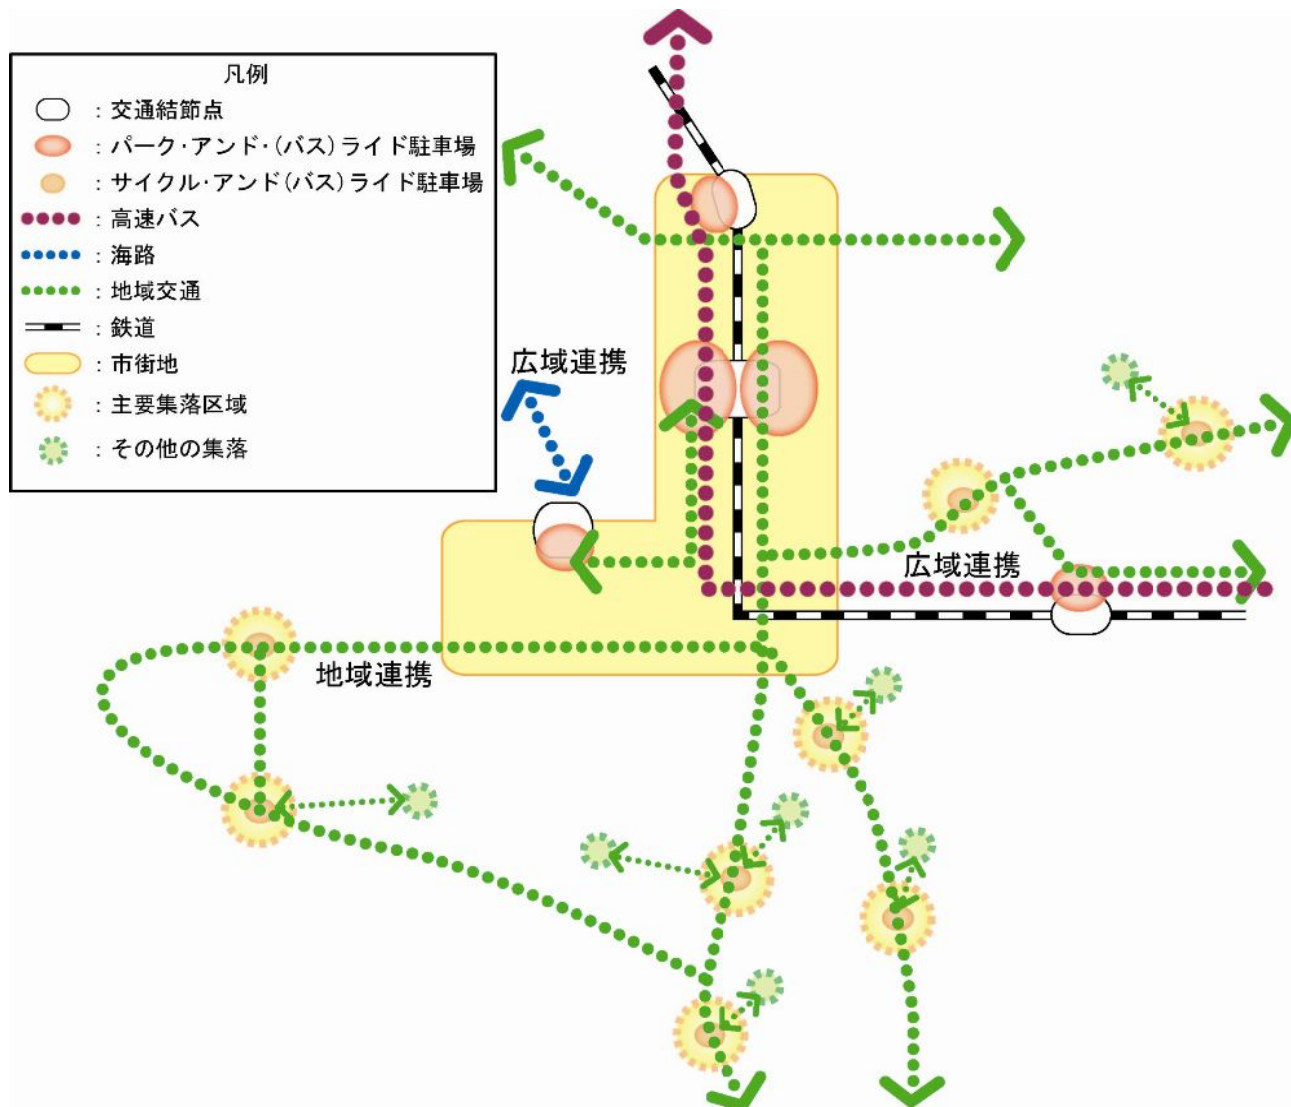 凡例
：交通結節点
：パーク・アンド・(バス)ライド駐車場
：サイクル・アンド(バス)ライド駐車場
：高速バス
：海路
：地域交通
：鉄道
：市街地
：主要集落区域
：その他の集落
広域連携
広域連携
地域連携